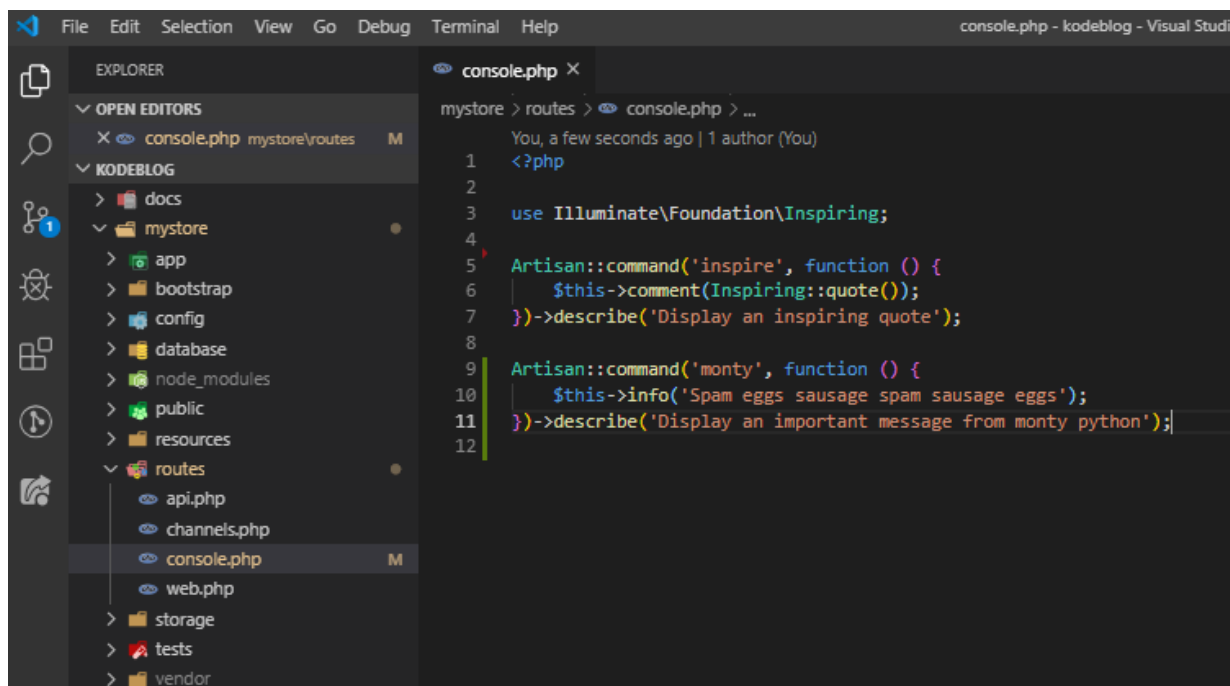 File Edit Selection View Go Debug Terminal Help console.php - kodeblog - Visual Studi
EXPLORER
OPEN EDITORS
console.php mystore\routes M
KODEBLOG
docs
mystore
app
bootstrap
config
database
node_modules
public
resources
routes
api.php
channels.php
console.php M
web.php
storage
tests
vendor
1
console.php
mystore > routes > console.php > ...
You, a few seconds ago | 1 author (You)
1 <?php
2
3 use Illuminate\Foundation\Inspiring;
4
5 Artisan::command('inspire', function () {
6 $this->comment(Inspiring::quote());
7 })->describe('Display an inspiring quote');
8
9 Artisan::command('monty', function () {
10 $this->info('Spam eggs sausage spam sausage eggs');
11 })->describe('Display an important message from monty python');
12